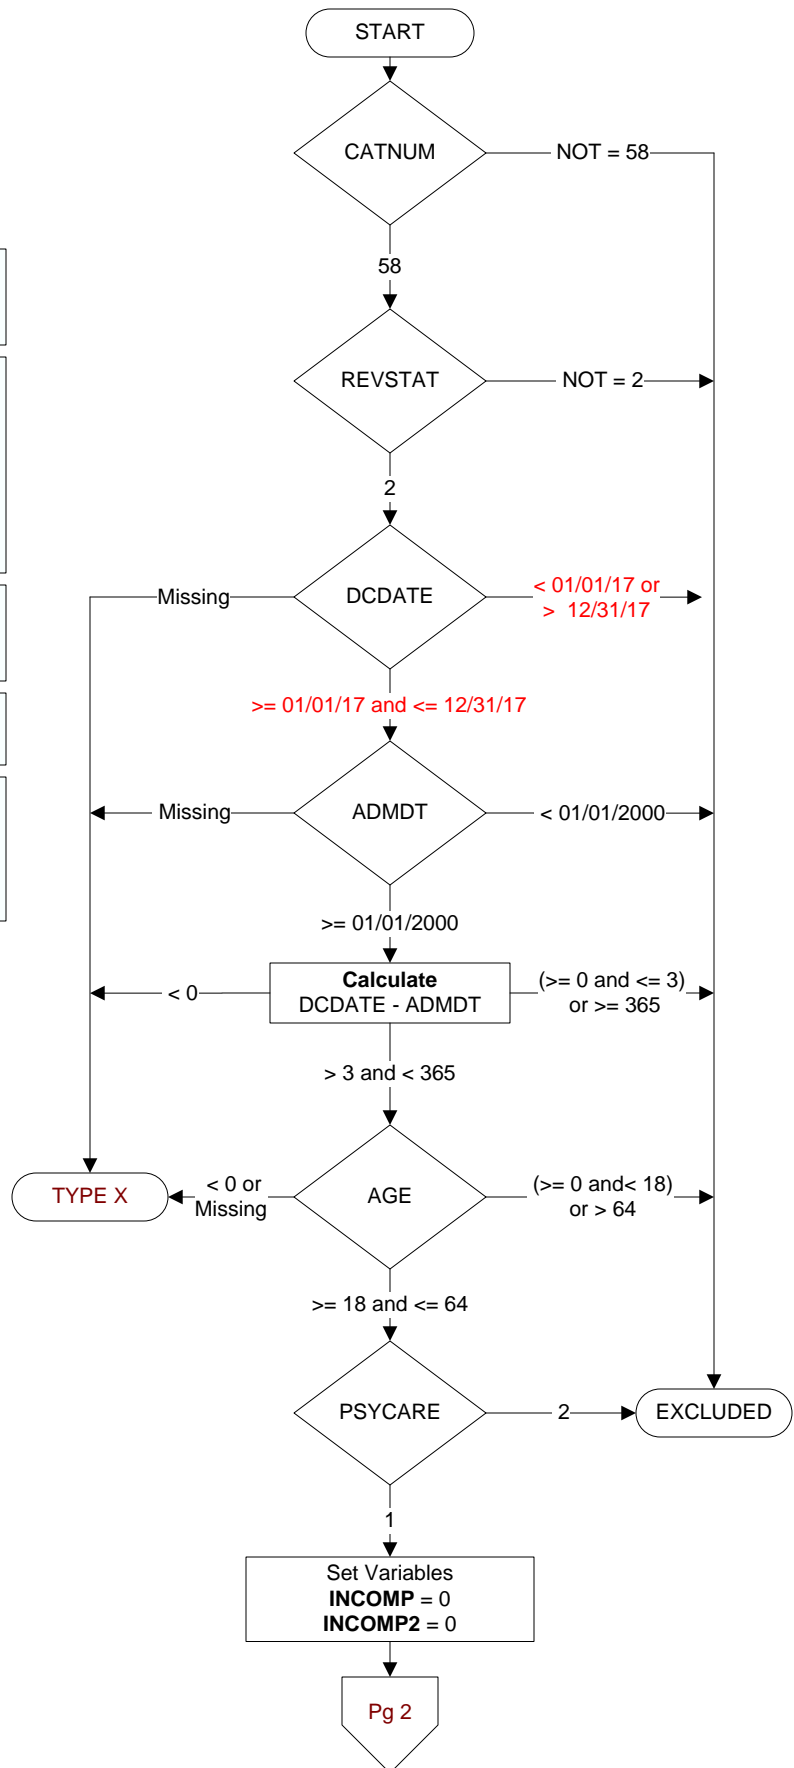 START
CATNUM
NOT = 58
58
REVSTAT
NOT = 2
2
Missing
DCDATE
< 01/01/17 or
> 12/31/17
>= 01/01/17 and <= 12/31/17
Missing
ADMDT
< 01/01/2000
>= 01/01/2000
< 0
Calculate
DCDATE - ADMDT
(>= 0 and <= 3)
or >= 365
> 3 and < 365
TYPE X
< 0 or
Missing
AGE
(>= 0 and< 18)
or > 64
>= 18 and <= 64
PSYCARE
2
EXCLUDED
1
Set Variables
INCOMP = 0
INCOMP2 = 0
Pg 2